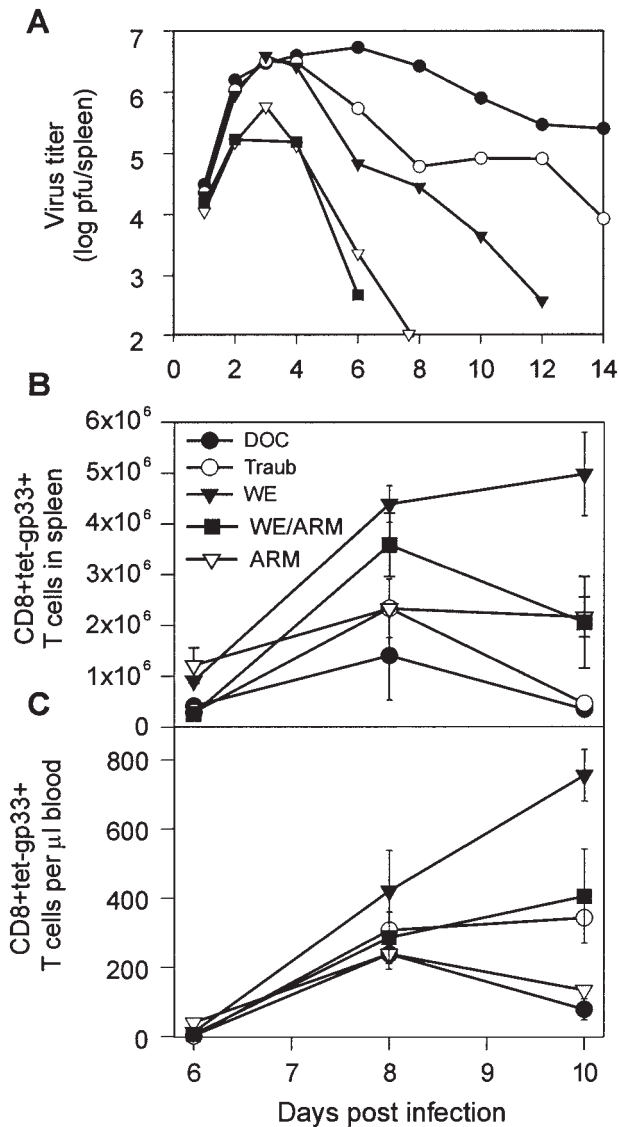 A
Virus titer
(log pfu/spleen)
7
6
5
4
3
2
0 2 4 6 8 10 12 14
B
CD8+tet-gp33+
T cells in spleen
6x10⁶
5x10⁶
4x10⁶
3x10⁶
2x10⁶
1x10⁶
0
DOC
Traub
WE
WE/ARM
ARM
C
CD8+tet-gp33+
T cells per µl blood
800
600
400
200
0
6 7 8 9 10
Days post infection